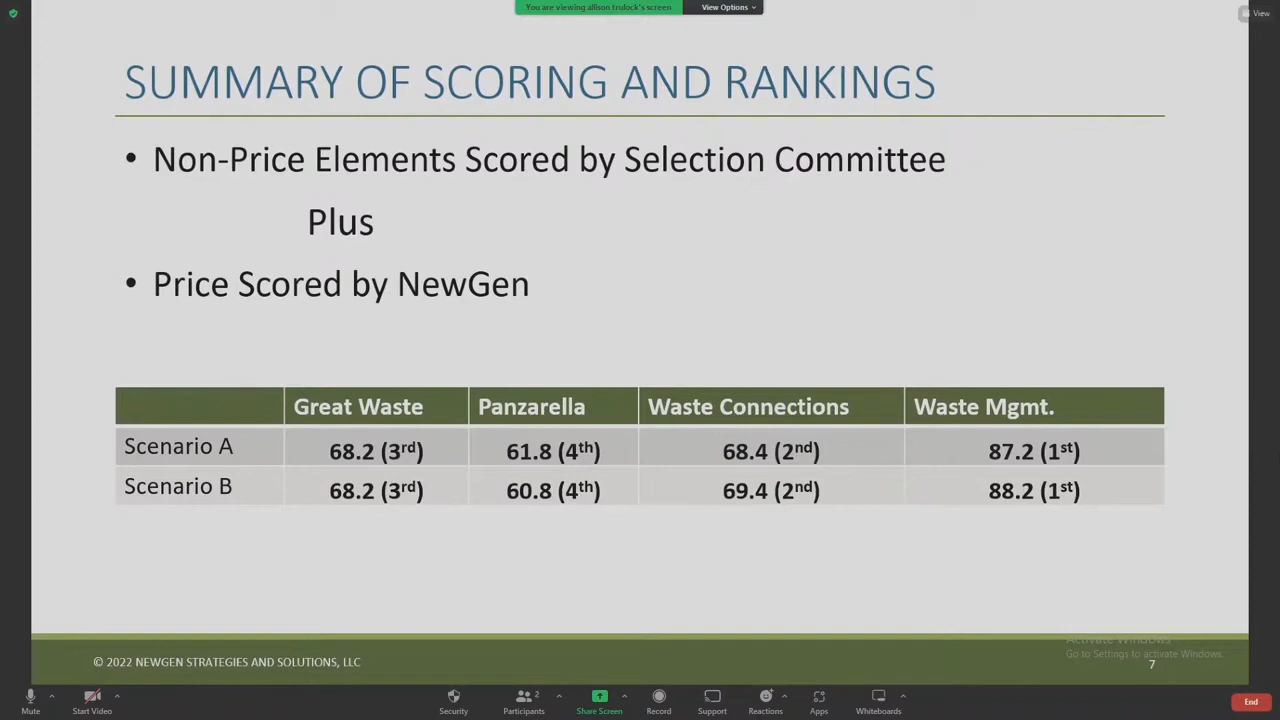 You are viewing allison trulock's screen
View Options
View
SUMMARY OF SCORING AND RANKINGS
• Non-Price Elements Scored by Selection Committee
Plus
• Price Scored by NewGen
Great Waste Panzarella Waste Connections Waste Mgmt.
Scenario A 68.2 (3rd) 61.8 (4th) 68.4 (2nd) 87.2 (1st)
Scenario B 68.2 (3rd) 60.8 (4th) 69.4 (2nd) 88.2 (1st)
Activate Windows
Go to Settings to activate Windows.
© 2022 NEWGEN STRATEGIES AND SOLUTIONS, LLC
7
2
Mute Start Video Security Participants Share Screen Record Support Reactions Apps Whiteboards End